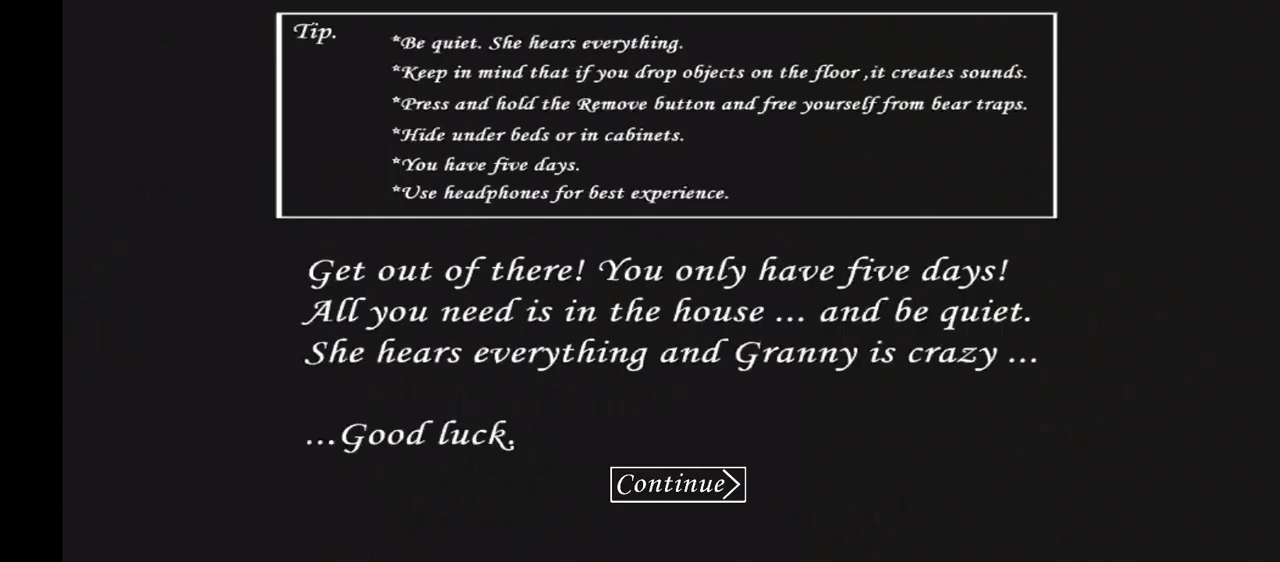 Tip.
*Be quiet. She hears everything.
*Keep in mind that if you drop objects on the floor ,it creates sounds.
*Press and hold the Remove button and free yourself from bear traps.
*Hide under beds or in cabinets.
*You have five days.
*Use headphones for best experience.
Get out of there! You only have five days!
All you need is in the house ... and be quiet.
She hears everything and Granny is crazy ...
...Good luck.
Continue